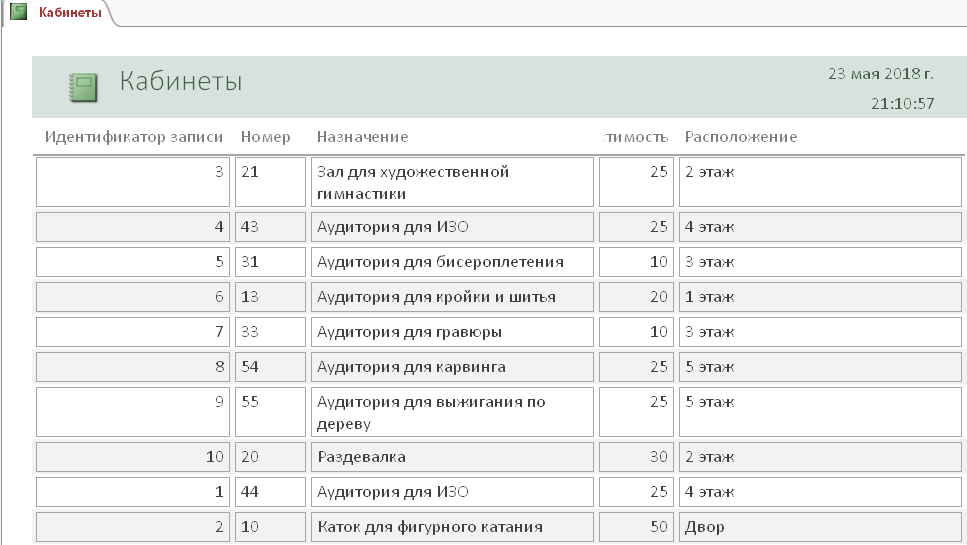 Кабинеты
Кабинеты
23 мая 2018 г.
21:10:57
Идентификатор записи Номер Назначение тимость Расположение
3 21 Зал для художественной 25 2 этаж
гимнастики
4 43 Аудитория для ИЗО 25 4 этаж
5 31 Аудитория для бисероплетения 10 3 этаж
6 13 Аудитория для кройки и шитья 20 1 этаж
7 33 Аудитория для гравюры 10 3 этаж
8 54 Аудитория для карвинга 25 5 этаж
9 55 Аудитория для выжигания по 25 5 этаж
дереву
10 20 Раздевалка 30 2 этаж
1 44 Аудитория для ИЗО 25 4 этаж
2 10 Каток для фигурного катания 50 Двор